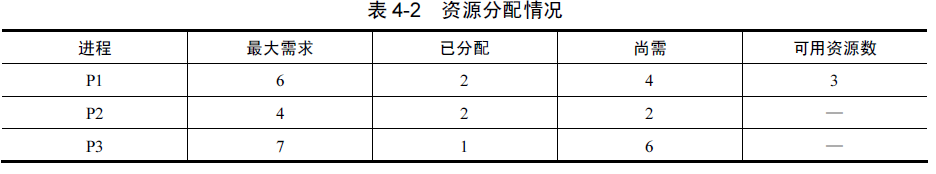 表 4-2 资源分配情况
进程 最大需求 已分配 尚需 可用资源数
P1 6 2 4 3
P2 4 2 2 —
P3 7 1 6 —